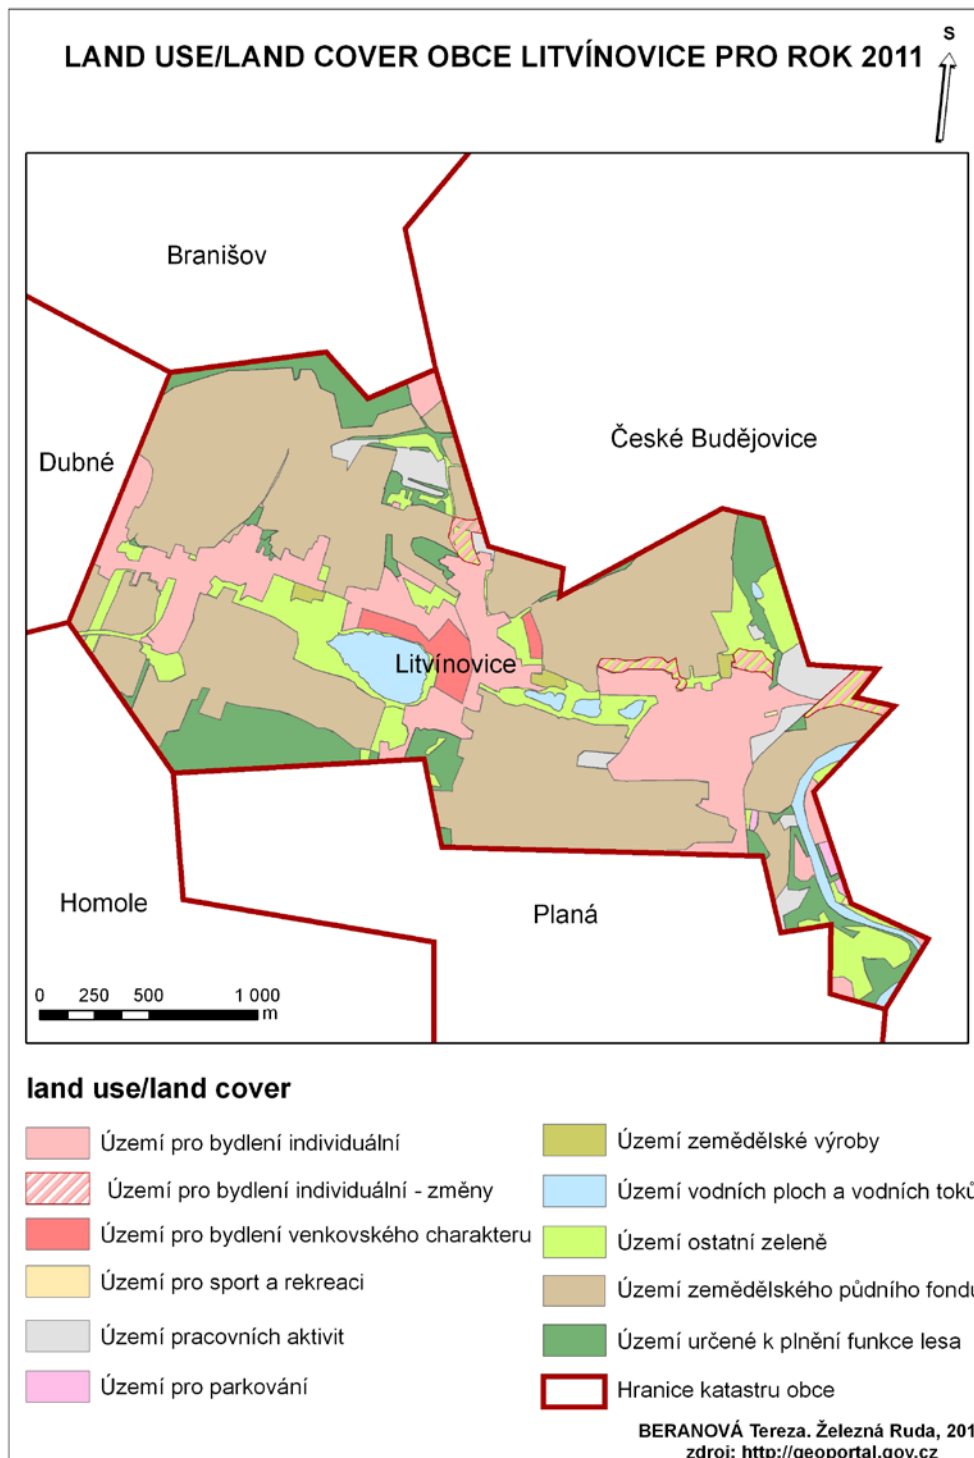 S
LAND USE/LAND COVER OBCE LITVÍNOVICE PRO ROK 2011
Branišov
České Budějovice
Dubné
Litvínovice
Homole
Planá
0 250 500 1 000
m
land use/land cover
Území pro bydlení individuální
Území pro bydlení individuální - změny
Území pro bydlení venkovského charakteru
Území pro sport a rekreaci
Území pracovních aktivit
Území pro parkování
Území zemědělské výroby
Území vodních ploch a vodních toků
Území ostatní zeleně
Území zemědělského půdního fondu
Území určené k plnění funkce lesa
Hranice katastru obce
BERANOVÁ Tereza. Železná Ruda, 201
zdroj: http://geoportal.gov.cz